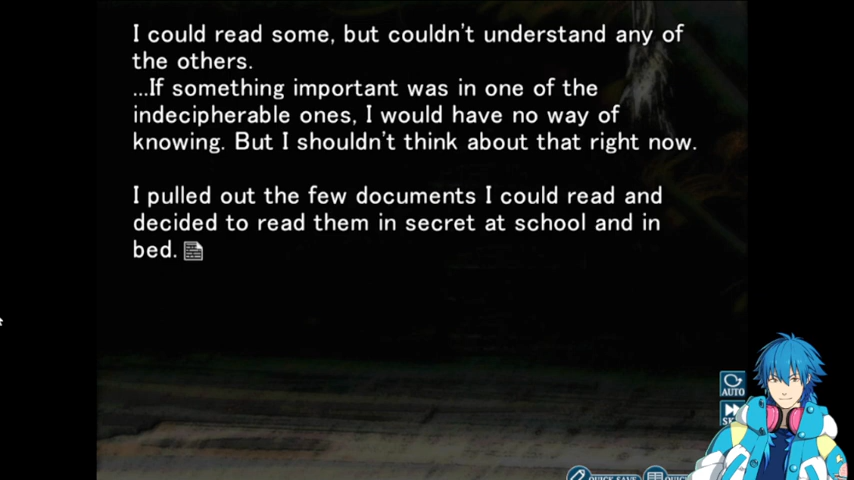 I could read some, but couldn't understand any of
the others.
...If something important was in one of the
indecipherable ones, I would have no way of
knowing. But I shouldn't think about that right now.
I pulled out the few documents I could read and
decided to read them in secret at school and in
bed.
AUTO
QUICK SAVE